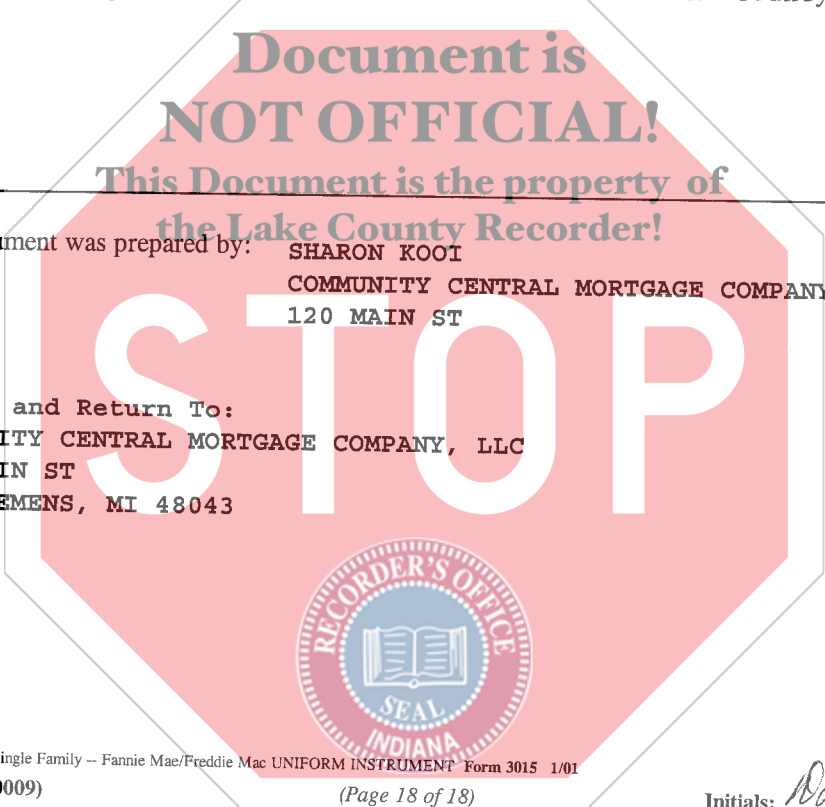 Document is
NOT OFFICIAL!
This Document is the property of
the Lake County Recorder!
ument was prepared by: SHARON KOOI
COMMUNITY CENTRAL MORTGAGE COMPANY
120 MAIN ST
STOP
and Return To:
ITY CENTRAL MORTGAGE COMPANY, LLC
IN ST
EMENS, MI 48043
RECORDER'S OFFICE
SEAL
INDIANA
ingle Family -- Fannie Mae/Freddie Mac UNIFORM INSTRUMENT Form 3015 1/01
0009)
(Page 18 of 18)
Initials: